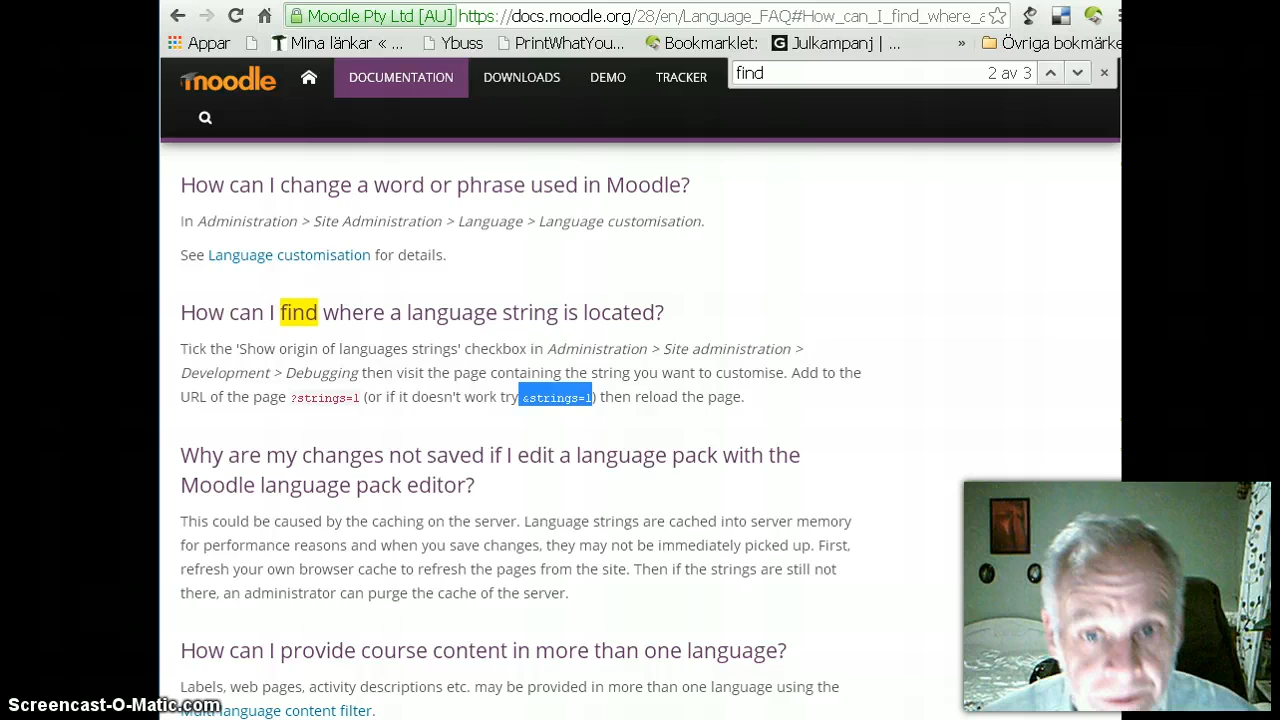 Moodle Pty Ltd [AU] https://docs.moodle.org/28/en/Language_FAQ#How_can_I_find_where_a
Appar Mina länkar « ... Ybuss PrintWhatYou... Bookmarklet: Julkampanj | ... » Övriga bokmärke
moodle DOCUMENTATION DOWNLOADS DEMO TRACKER find 2 av 3
How can I change a word or phrase used in Moodle?
In Administration > Site Administration > Language > Language customisation.
See Language customisation for details.
How can I find where a language string is located?
Tick the 'Show origin of languages strings' checkbox in Administration > Site administration >
Development > Debugging then visit the page containing the string you want to customise. Add to the
URL of the page ?strings=1 (or if it doesn't work try &strings=1) then reload the page.
Why are my changes not saved if I edit a language pack with the
Moodle language pack editor?
This could be caused by the caching on the server. Language strings are cached into server memory
for performance reasons and when you save changes, they may not be immediately picked up. First,
refresh your own browser cache to refresh the pages from the site. Then if the strings are still not
there, an administrator can purge the cache of the server.
How can I provide course content in more than one language?
Labels, web pages, activity descriptions etc. may be provided in more than one language using the
language content filter.
Screencast-O-Matic.com